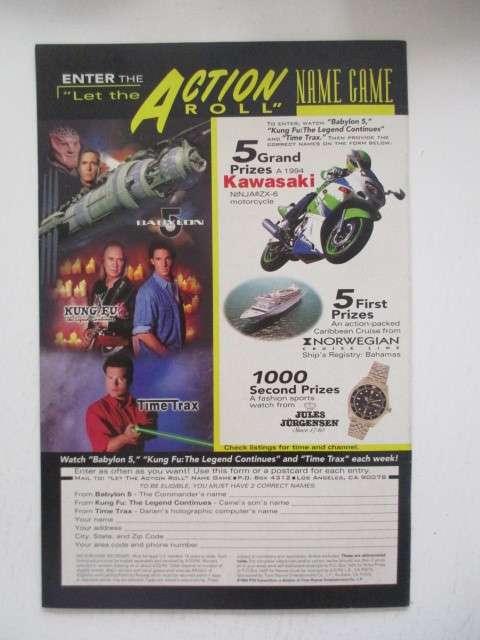 ENTER THE
"Let the ACTION ROLL" NAME GAME
TO ENTER, WATCH "BABYLON 5,"
"KUNG FU: THE LEGEND CONTINUES"
AND "TIME TRAX." THEN PROVIDE THE
CORRECT NAMES ON THE FORM BELOW.
5 Grand
Prizes A 1994
Kawasaki
NINJA®ZX-6
motorcycle
BABYLON 5
KUNG FU
The Legend Continues
Time Trax
5 First
Prizes
An action-packed
Caribbean Cruise from
NORWEGIAN
CRUISE LINE
Ship's Registry: Bahamas
1000
Second Prizes
A fashion sports
watch from
JULES
JÜRGENSEN
Since 1740
Check listings for time and channel.
Watch "Babylon 5," "Kung Fu: The Legend Continues" and "Time Trax" each week!
Enter as often as you want! Use this form or a postcard for each entry.
MAIL TO: "LET THE ACTION ROLL" NAME GAME ■ P.O. BOX 4312 ■ LOS ANGELES, CA 90078
TO BE ELIGIBLE, YOU MUST HAVE 2 CORRECT NAMES.
From Babylon 5 - The Commander's name
From Kung Fu: The Legend Continues - Caine's son's name
From Time Trax - Darien's holographic computer's name
Your name
Your address
City, State, and Zip Code
Your area code and phone number